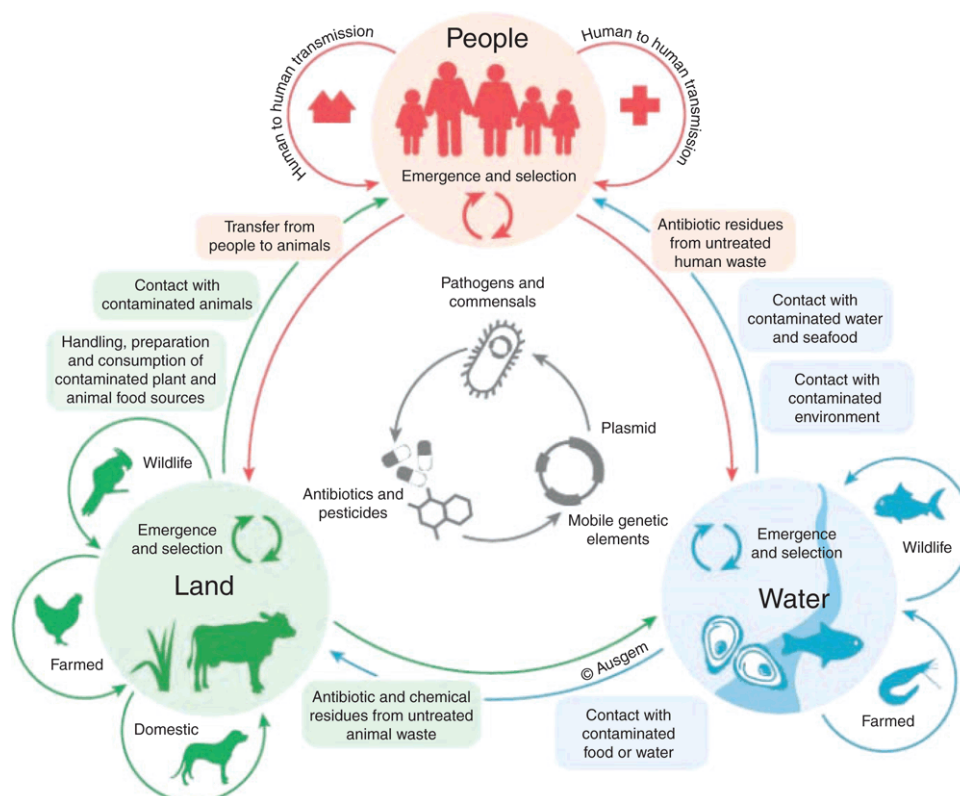 People
Human to human transmission
Human to human transmission
Emergence and selection
Transfer from
people to animals
Antibiotic residues
from untreated
human waste
Contact with
contaminated animals
Pathogens and
commensals
Contact with
contaminated water
and seafood
Handling, preparation
and consumption of
contaminated plant and
animal food sources
Contact with
contaminated
environment
Wildlife
Plasmid
Antibiotics and
pesticides
Mobile genetic
elements
Emergence
and selection
Land
Emergence
and selection
Water
Wildlife
Farmed
Farmed
Domestic
© Ausgem
Antibiotic and chemical
residues from untreated
animal waste
Contact with
contaminated
food or water